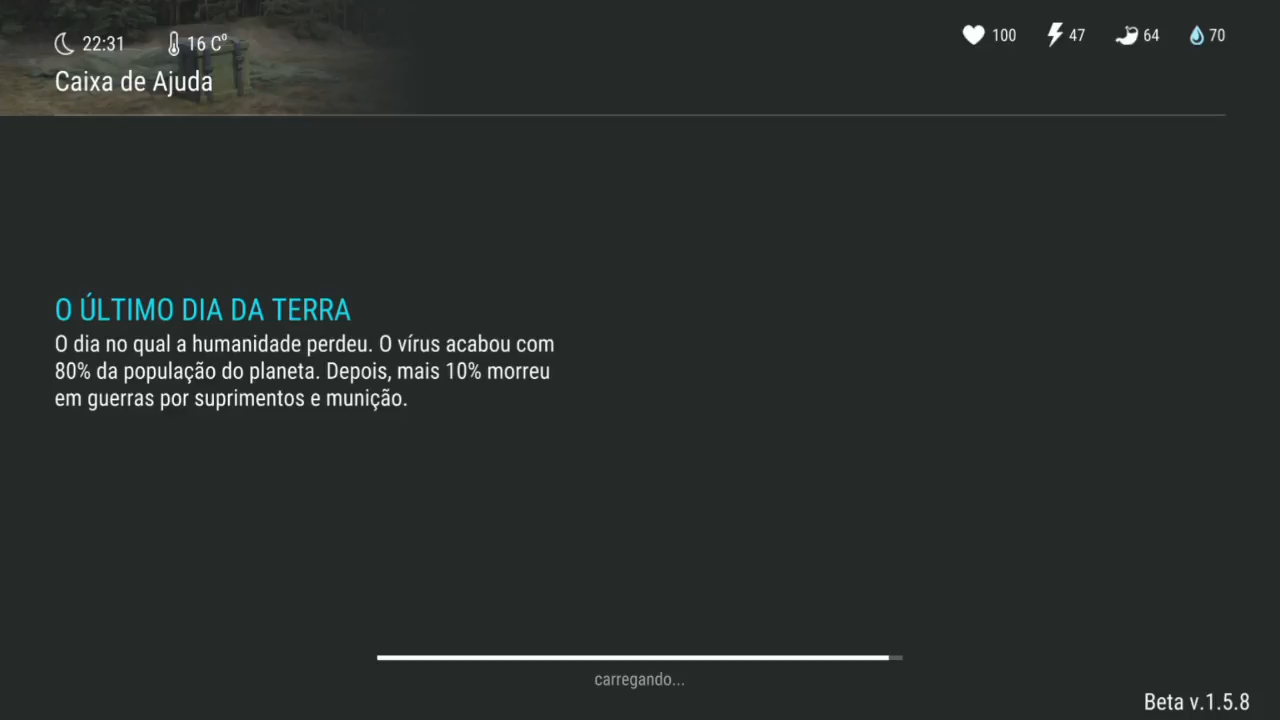 22:31 16 Cº
100 47 64 70
Caixa de Ajuda
O ÚLTIMO DIA DA TERRA
O dia no qual a humanidade perdeu. O vírus acabou com
80% da população do planeta. Depois, mais 10% morreu
em guerras por suprimentos e munição.
carregando...
Beta v.1.5.8